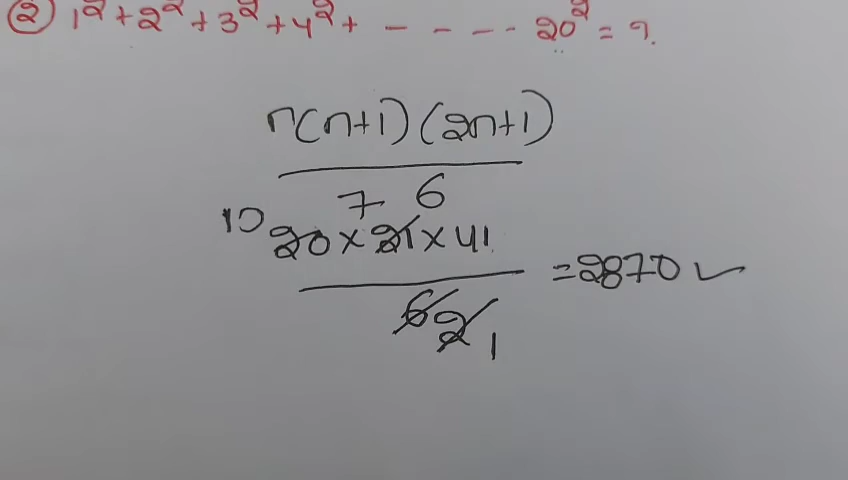 ② 1² + 2² + 3² + 4² + - - - - - 20² = ?
n(n+1)(2n+1)
6
10 7
20 × 21 × 41
= 2870 ✓
6 2 1